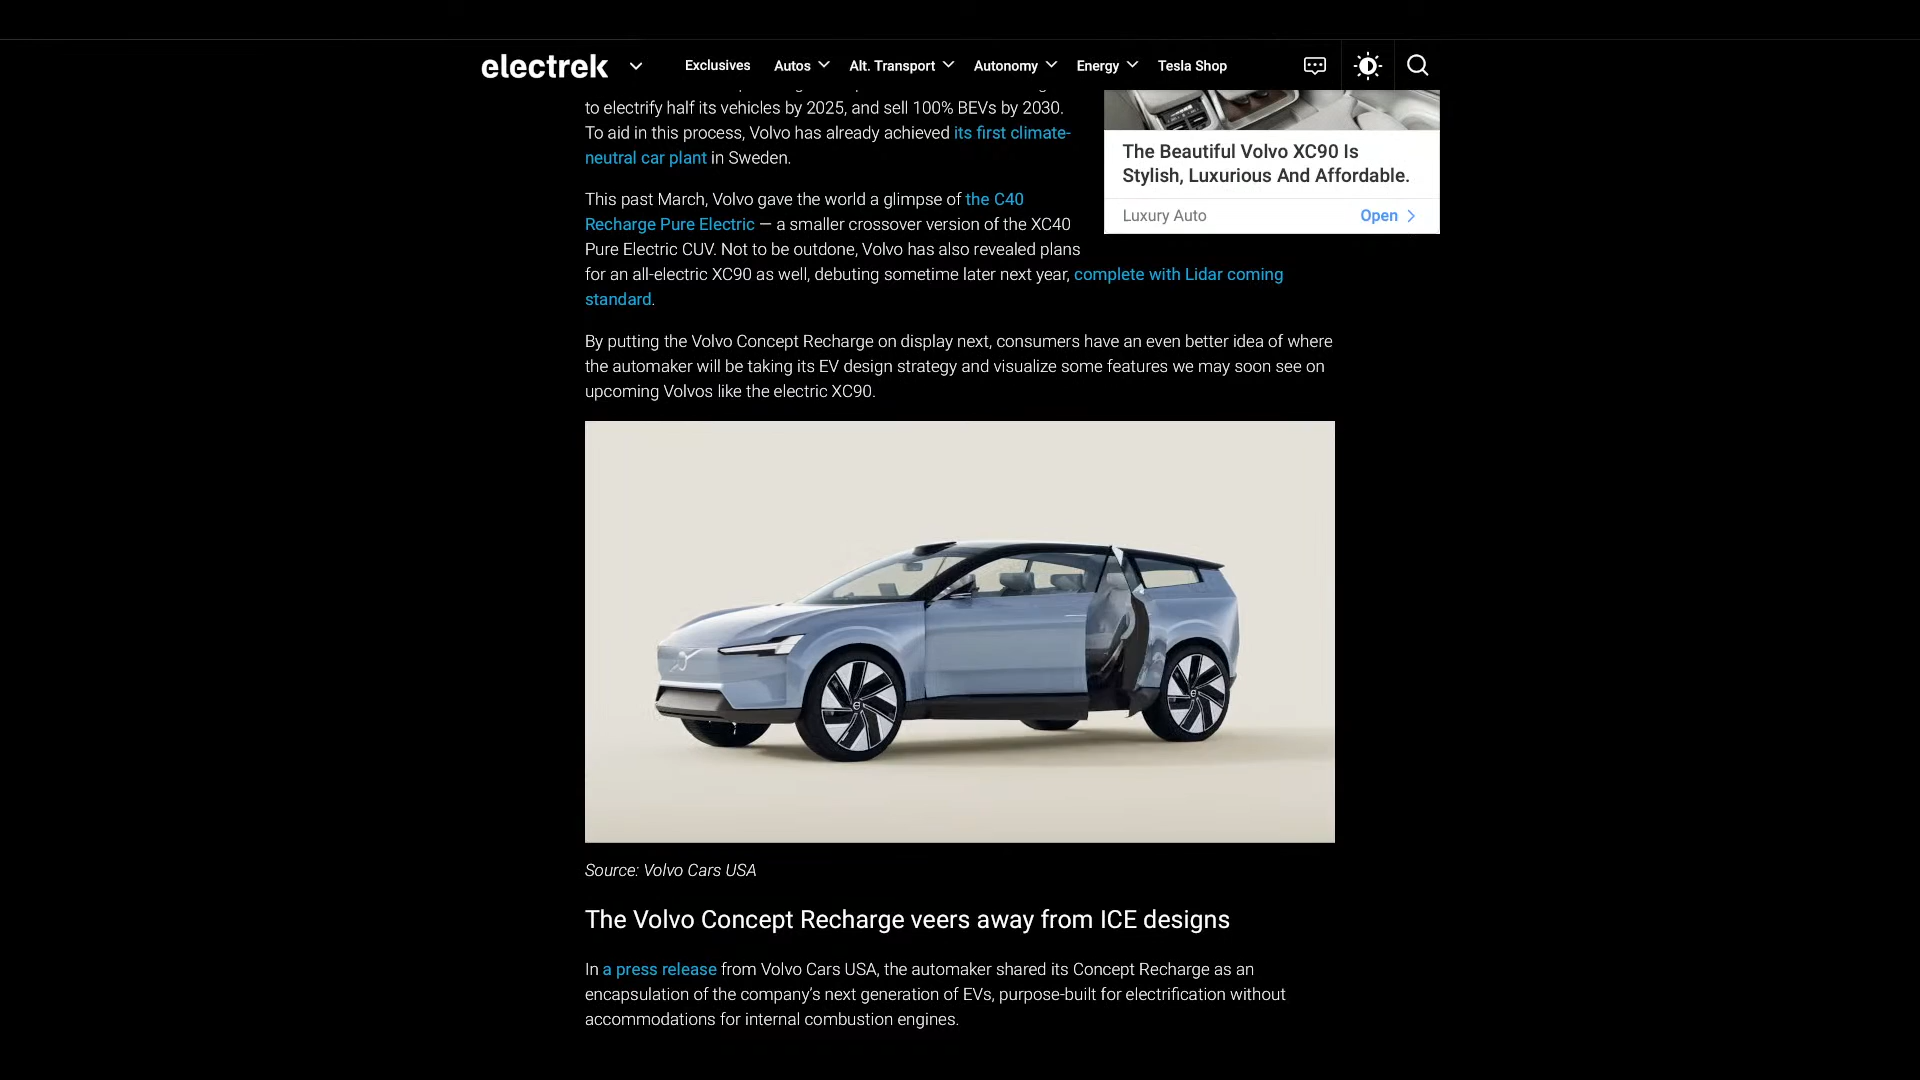 electrek
Exclusives
Autos
Alt. Transport
Autonomy
Energy
Tesla Shop
to electrify half its vehicles by 2025, and sell 100% BEVs by 2030.
To aid in this process, Volvo has already achieved its first climate-
neutral car plant in Sweden.
The Beautiful Volvo XC90 Is
Stylish, Luxurious And Affordable.
Luxury Auto
Open
This past March, Volvo gave the world a glimpse of the C40
Recharge Pure Electric — a smaller crossover version of the XC40
Pure Electric CUV. Not to be outdone, Volvo has also revealed plans
for an all-electric XC90 as well, debuting sometime later next year, complete with Lidar coming
standard.
By putting the Volvo Concept Recharge on display next, consumers have an even better idea of where
the automaker will be taking its EV design strategy and visualize some features we may soon see on
upcoming Volvos like the electric XC90.
Source: Volvo Cars USA
The Volvo Concept Recharge veers away from ICE designs
In a press release from Volvo Cars USA, the automaker shared its Concept Recharge as an
encapsulation of the company’s next generation of EVs, purpose-built for electrification without
accommodations for internal combustion engines.